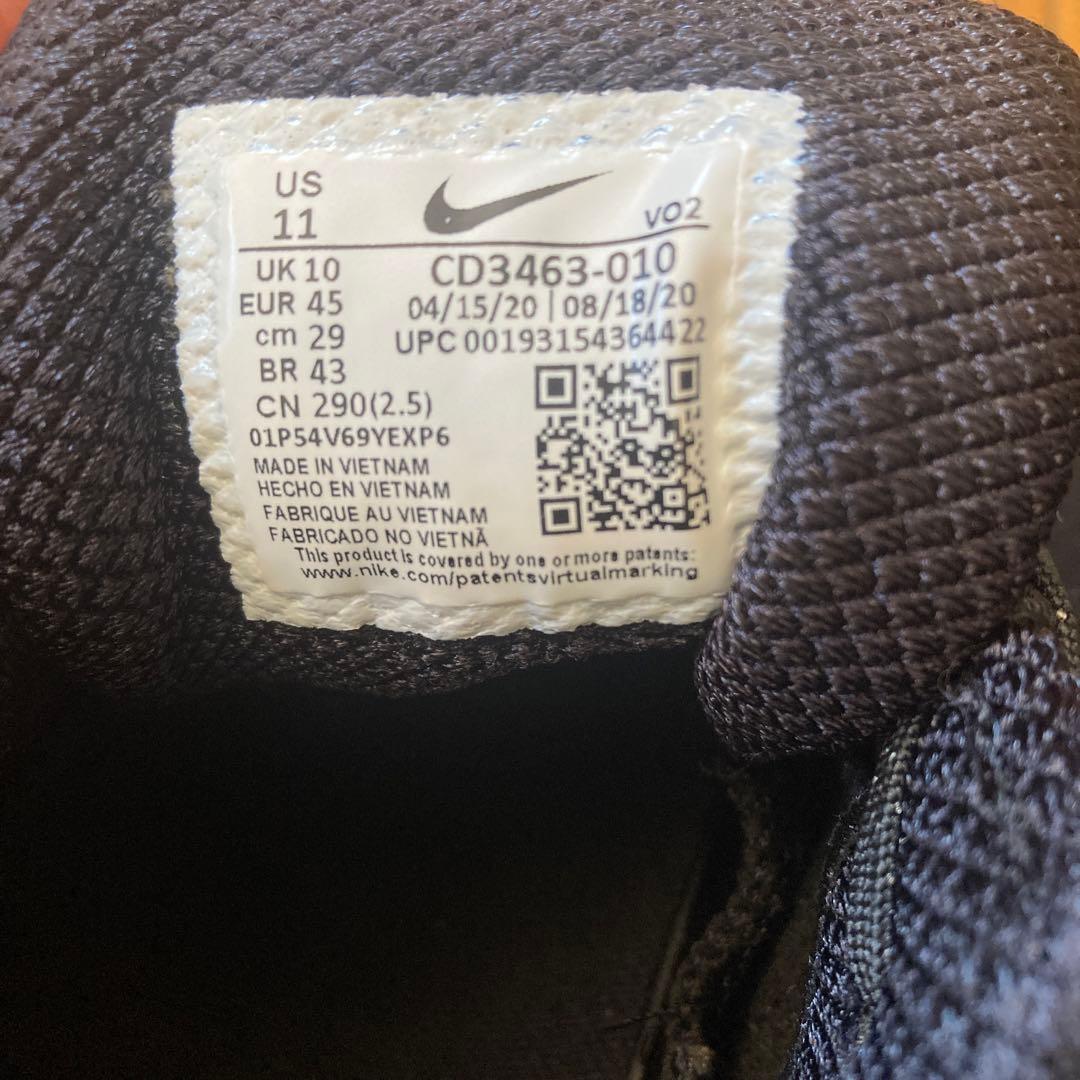 US
11
VO2
UK 10
CD3463-010
EUR 45
04/15/20 | 08/18/20
cm 29
UPC 00193154364422
BR 43
CN 290(2.5)
01P54V69YEXP6
MADE IN VIETNAM
HECHO EN VIETNAM
FABRIQUE AU VIETNAM
FABRICADO NO VIETNÃ
This product is covered by one or more patents:
www.nike.com/patentsvirtualmarking